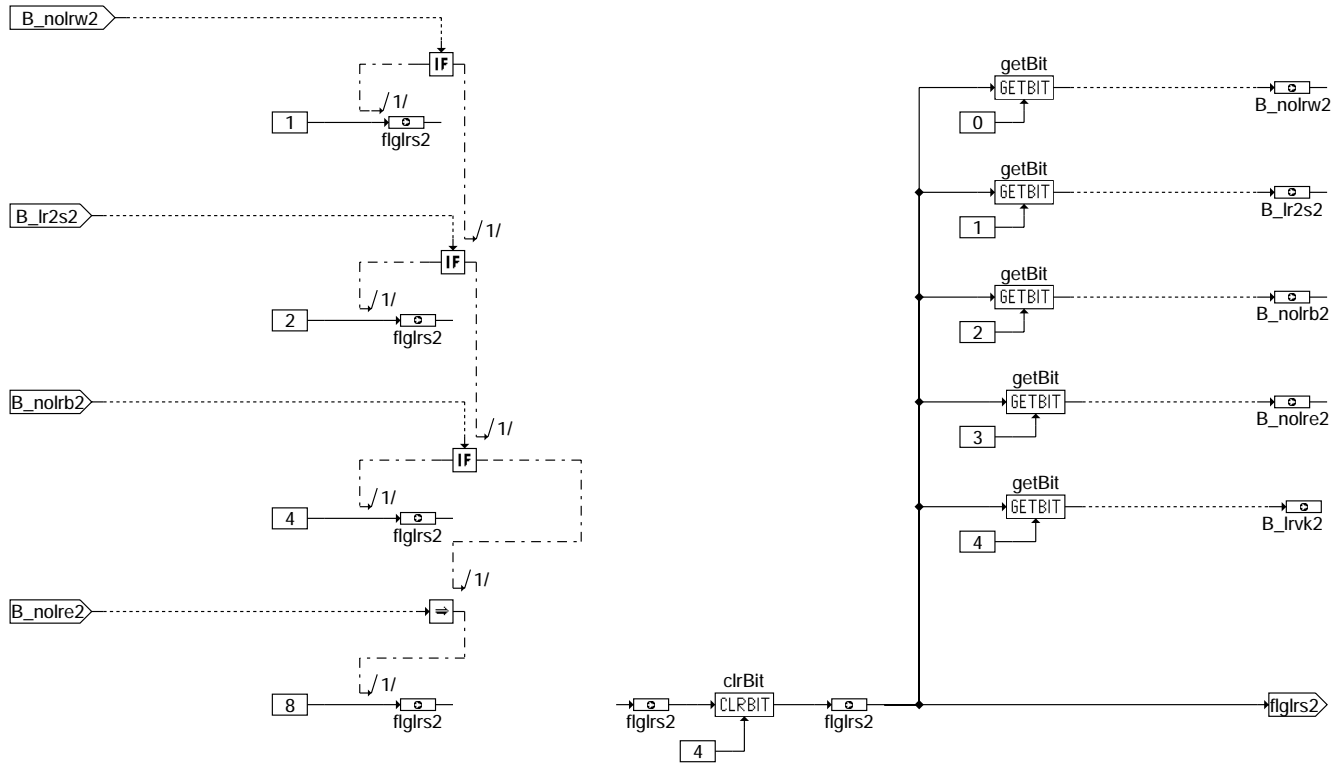 B_nolrw2
IF
/1/
1
flglrs2
B_lr2s2
/1/
IF
/1/
2
flglrs2
B_nolrb2
/1/
IF
/1/
4
flglrs2
/1/
B_nolre2
⇒
/1/
8
flglrs2
getBit
GETBIT
0
B_nolrw2
getBit
GETBIT
1
B_lr2s2
getBit
GETBIT
2
B_nolrb2
getBit
GETBIT
3
B_nolre2
getBit
GETBIT
4
B_lrvk2
clrBit
flglrs2
CLRBIT
flglrs2
flglrs2
4